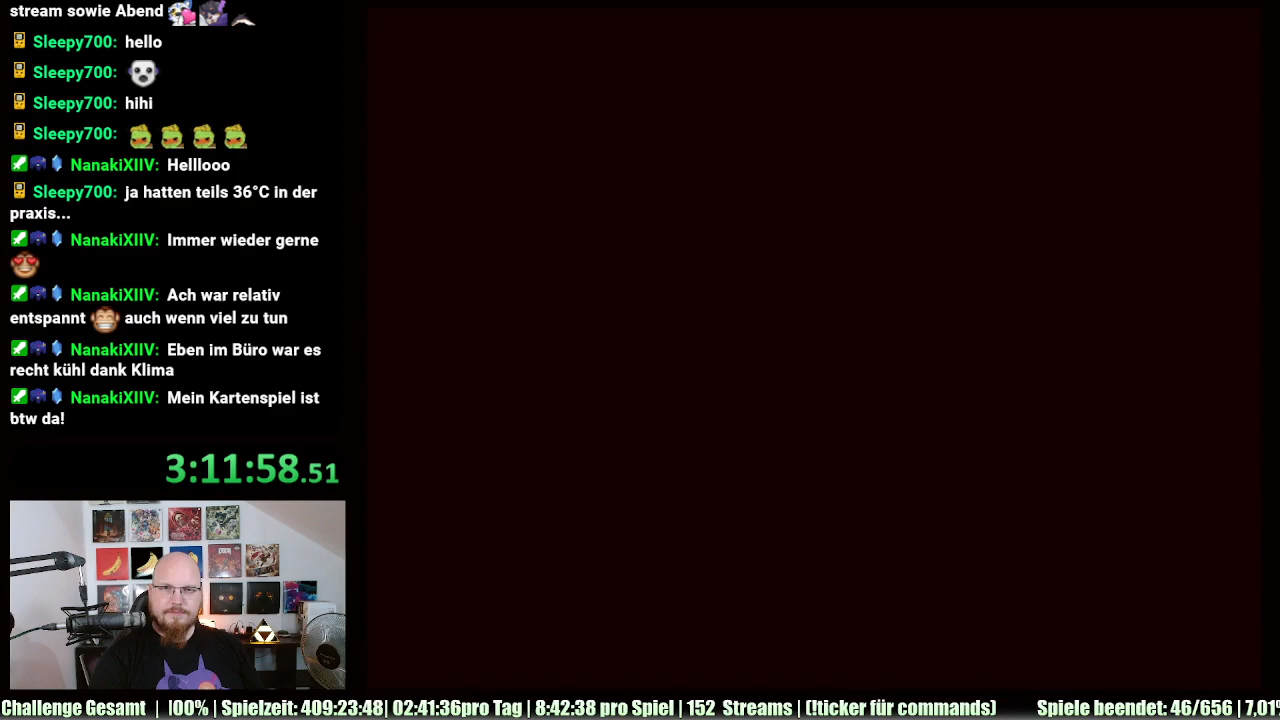 stream sowie Abend
Sleepy700: hello
Sleepy700:
Sleepy700: hihi
Sleepy700:
NanakiXIIV: Helllooo
Sleepy700: ja hatten teils 36°C in der
praxis...
NanakiXIIV: Immer wieder gerne
NanakiXIIV: Ach war relativ
entspannt auch wenn viel zu tun
NanakiXIIV: Eben im Büro war es
recht kühl dank Klima
NanakiXIIV: Mein Kartenspiel ist
btw da!
3:11:58.51
Challenge Gesamt | |00% | Spielzeit: 409:23:48| 02:41:36pro Tag | 8:42:38 pro Spiel | 152 Streams | (!ticker für commands) Spiele beendet: 46/656 | 7,01%